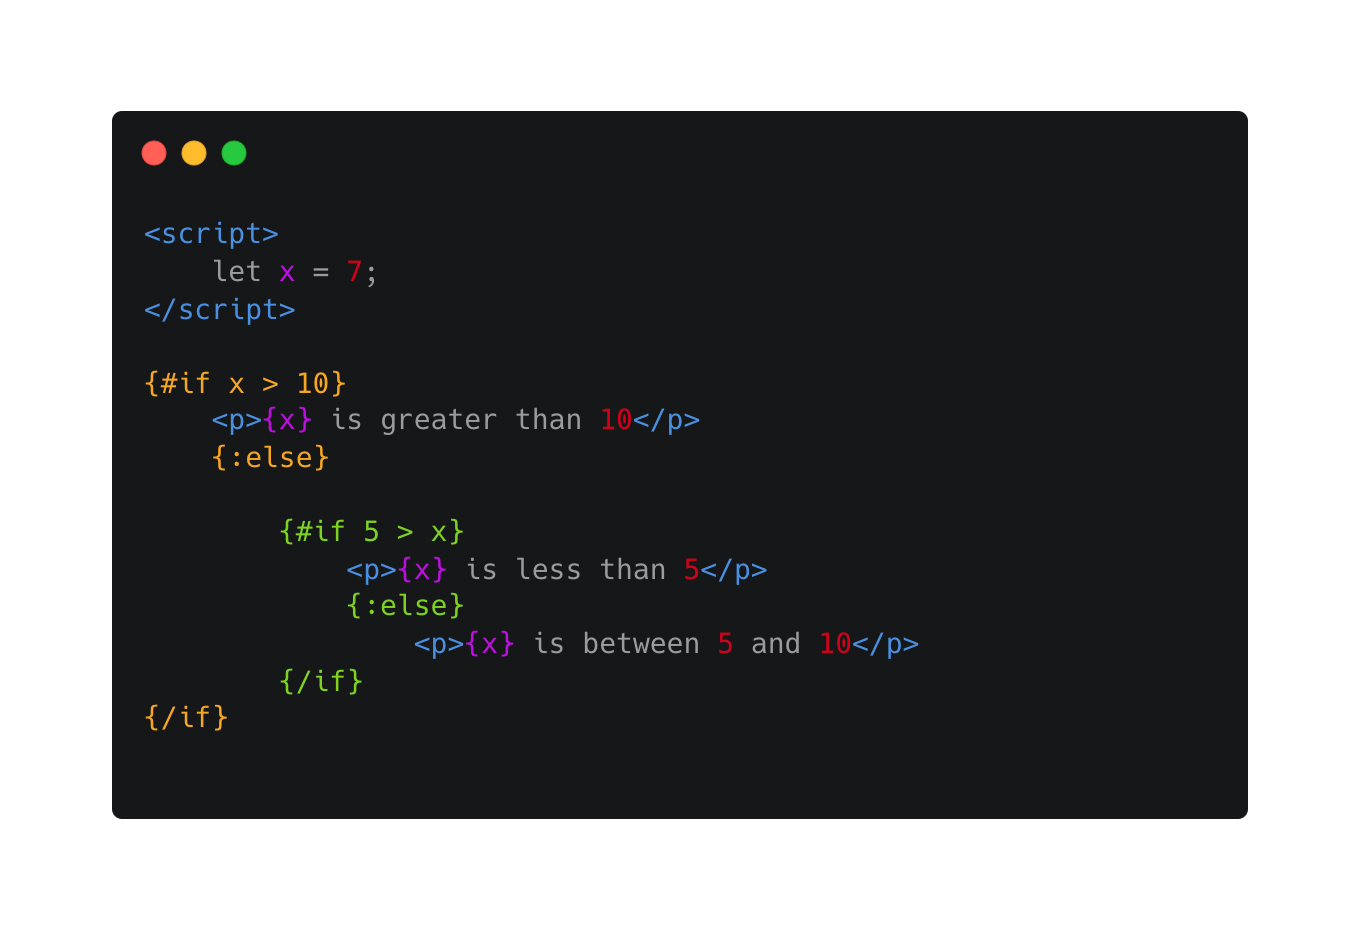 <script>
    let x = 7;
</script>

{#if x > 10}
    <p>{x} is greater than 10</p>
    {:else}

        {#if 5 > x}
            <p>{x} is less than 5</p>
            {:else}
                <p>{x} is between 5 and 10</p>
        {/if}
{/if}